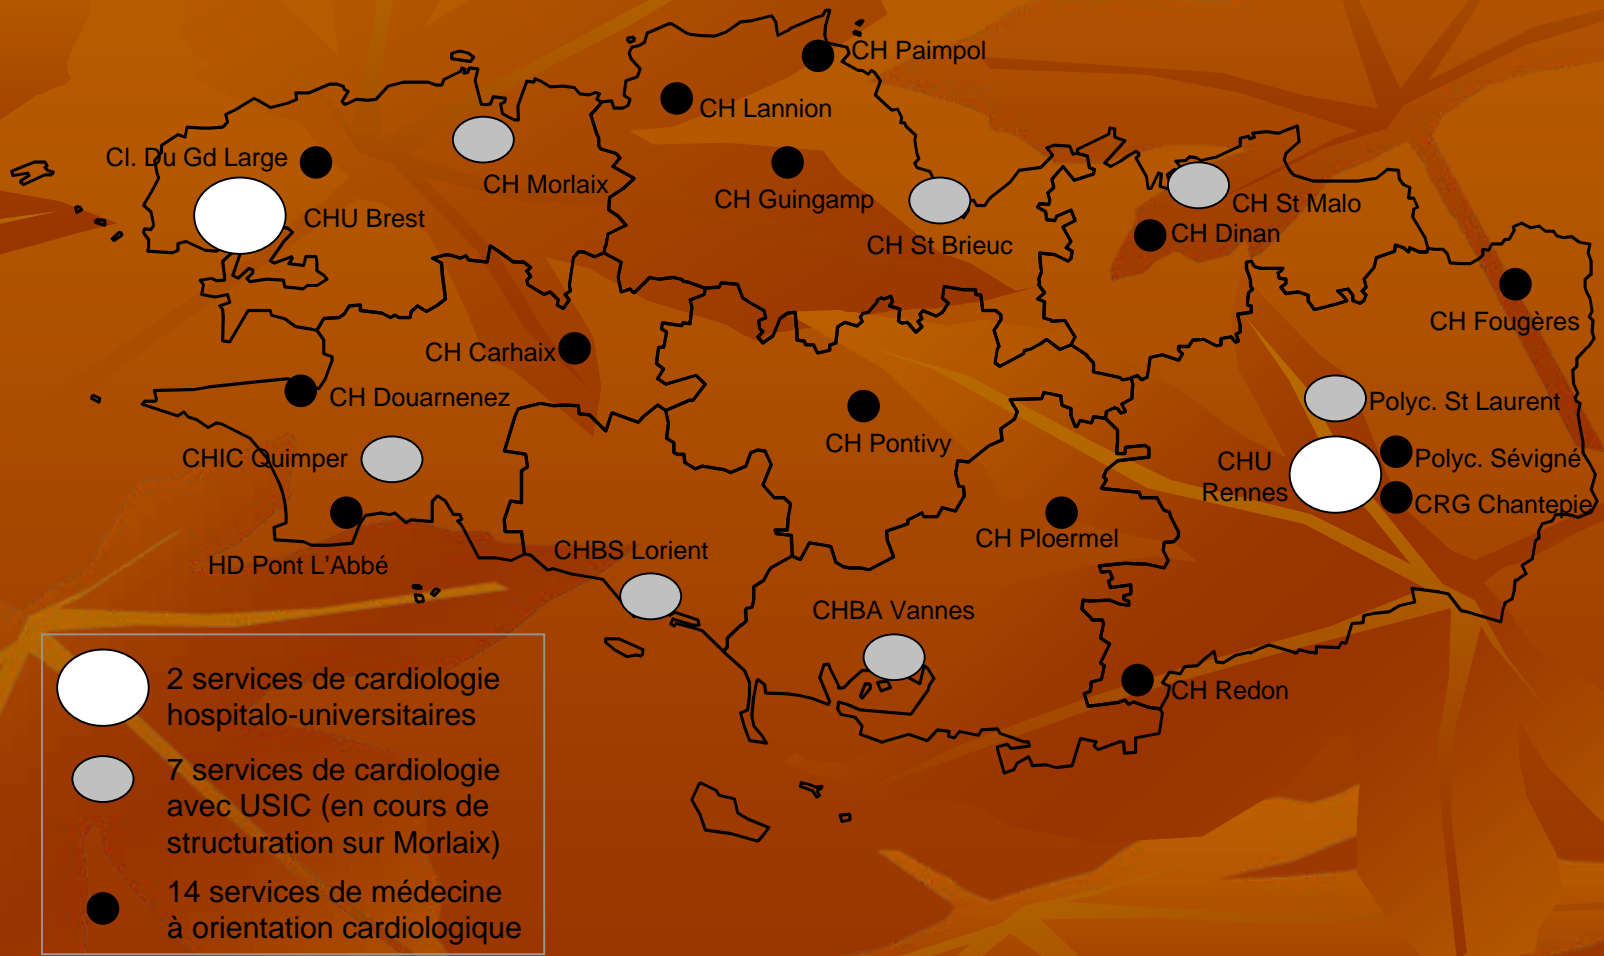 CH Paimpol
CH Lannion
Cl. Du Gd Large
CH Morlaix
CH Guingamp
CH St Malo
CHU Brest
CH St Brieuc
CH Dinan
CH Fougères
CH Carhaix
CH Douarnenez
Polyc. St Laurent
CH Pontivy
CHIC Quimper
CHU
Rennes
Polyc. Sévigné
CRG Chantepie
CH Ploermel
CHBS Lorient
HD Pont L'Abbé
CHBA Vannes
CH Redon
2 services de cardiologie
hospitalo-universitaires
7 services de cardiologie
avec USIC (en cours de
structuration sur Morlaix)
14 services de médecine
à orientation cardiologique